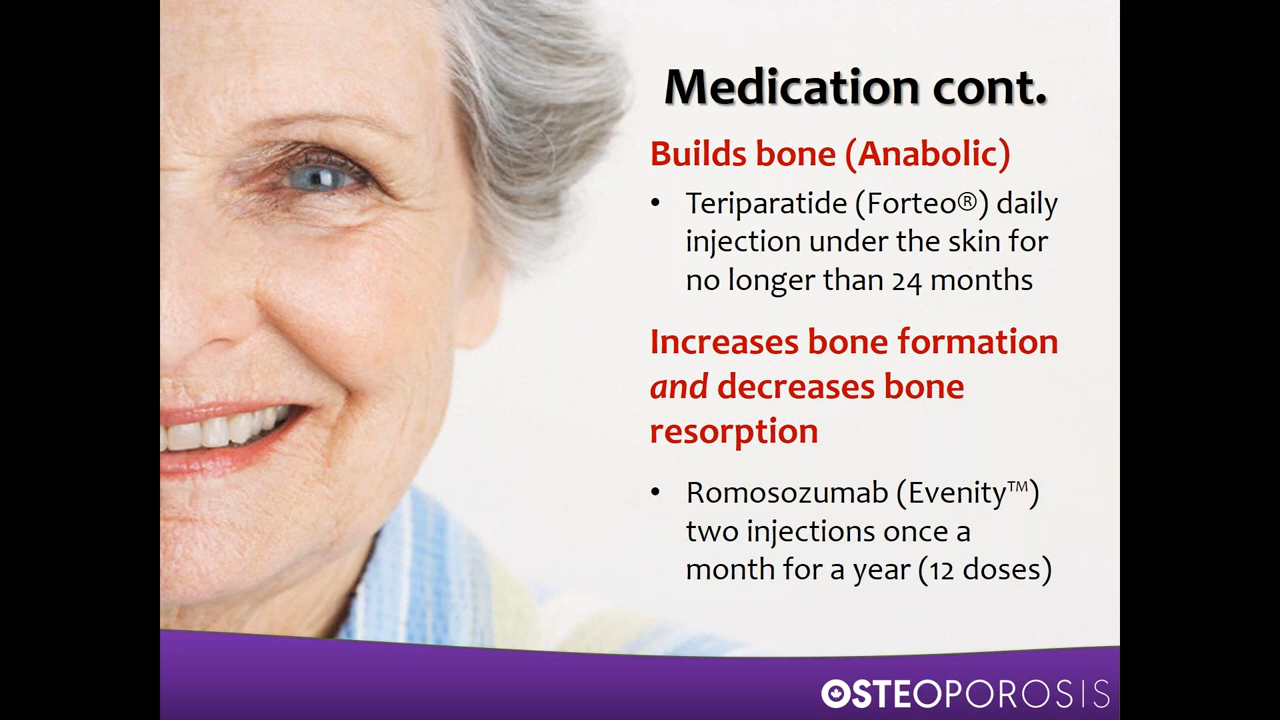 Medication cont.
Builds bone (Anabolic)
• Teriparatide (Forteo®) daily
injection under the skin for
no longer than 24 months
Increases bone formation
and decreases bone
resorption
• Romosozumab (Evenity™)
two injections once a
month for a year (12 doses)
OSTEOPOROSIS